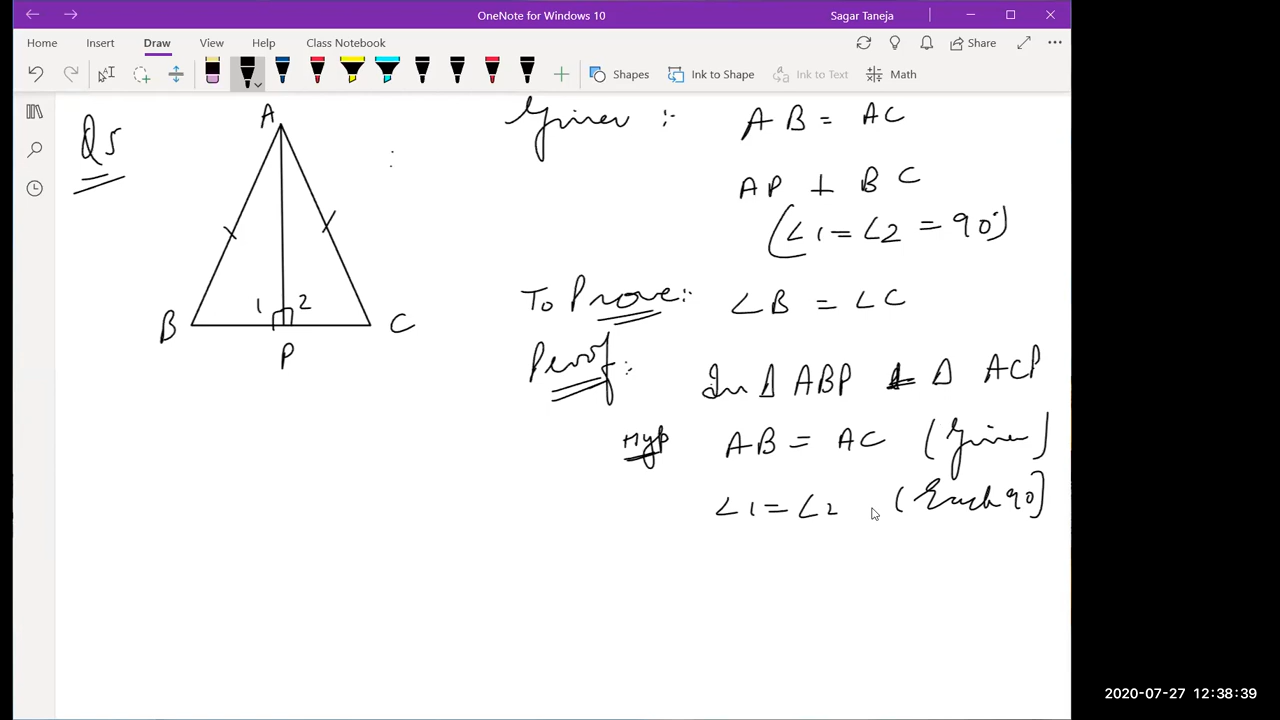 OneNote for Windows 10
Sagar Taneja
Home Insert Draw View Help Class Notebook
Share
Shapes Ink to Shape Ink to Text Math
Q5
A
B
C
P
1 2
Given :- AB = AC
AP ⊥ BC
(∠1 = ∠2 = 90°)
To Prove:- ∠B = ∠C
Proof:- In Δ ABP & Δ ACP
Hyp AB = AC (Given)
∠1 = ∠2 (Each 90)
2020-07-27 12:38:39